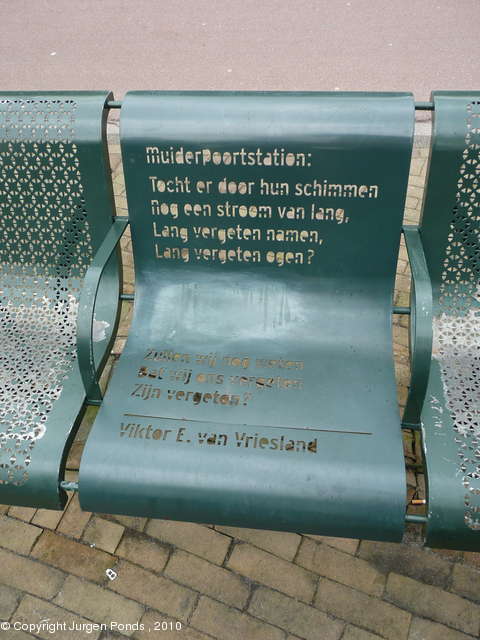 muiderpoortstation:
Tocht er door hun schimmen
nog een stroom van lang,
Lang vergeten namen,
Lang vergeten ogen?
Zullen wij nog weten
Dat wij ons vergeten
Zijn vergeten?
Viktor E. van Vriesland
© Copyright Jurgen Ponds , 2010